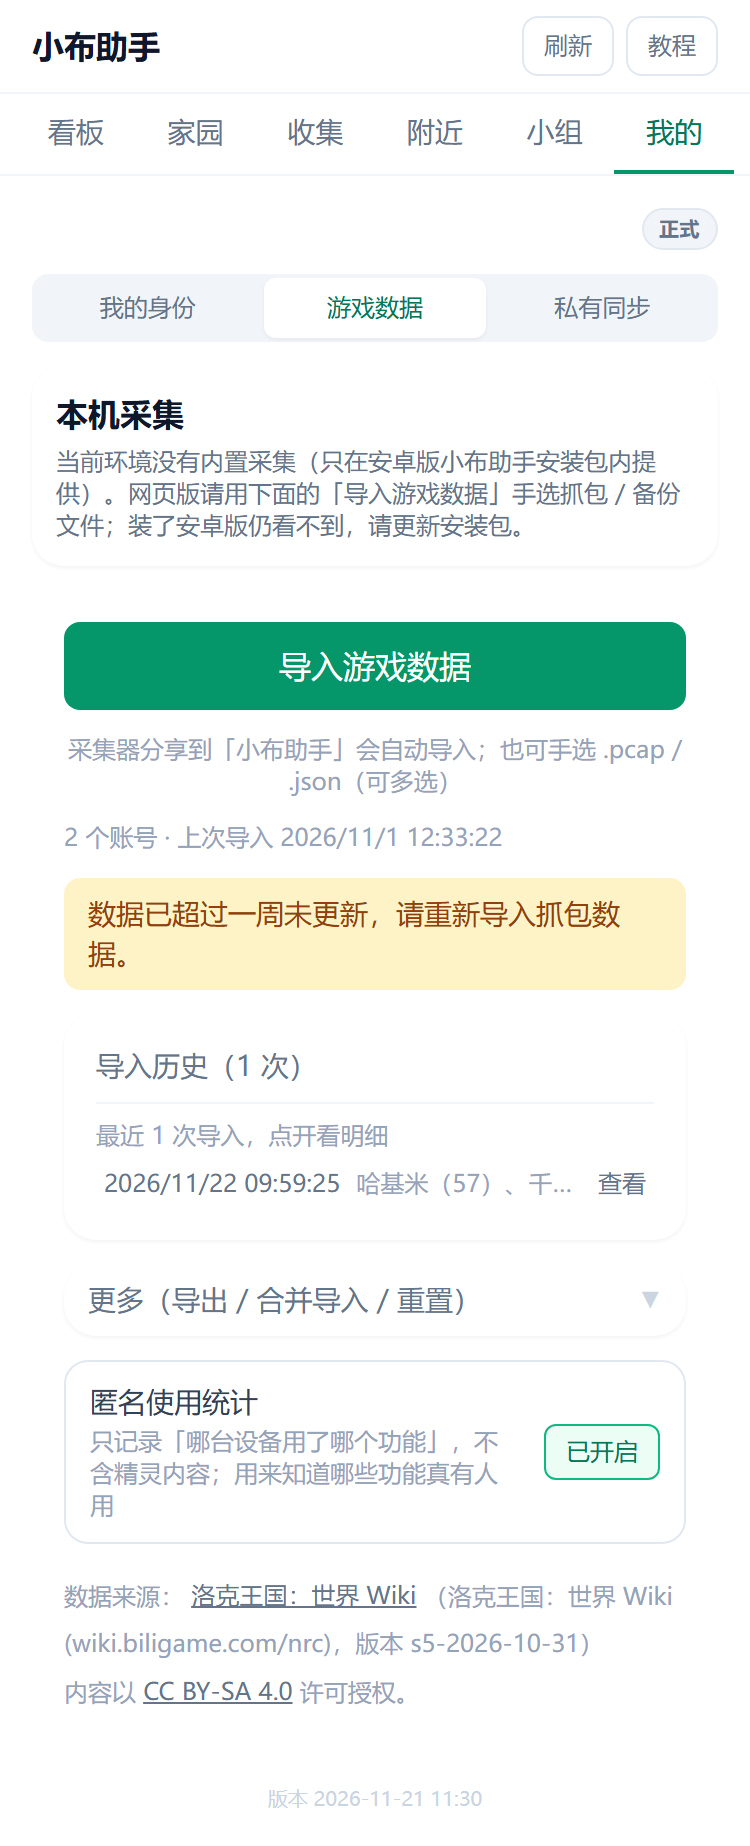 小布助手
刷新
教程
看板
家园
收集
附近
小组
我的
正式
我的身份
游戏数据
私有同步
本机采集
当前环境没有内置采集（只在安卓版小布助手安装包内提
供）。网页版请用下面的「导入游戏数据」手选抓包 / 备份
文件；装了安卓版仍看不到，请更新安装包。
导入游戏数据
采集器分享到「小布助手」会自动导入；也可手选 .pcap /
.json（可多选）
2 个账号 · 上次导入 2026/11/1 12:33:22
数据已超过一周未更新，请重新导入抓包数
据。
导入历史（1 次）
最近 1 次导入，点开看明细
2026/11/22 09:59:25 哈基米（57）、千... 查看
更多（导出 / 合并导入 / 重置） ▼
匿名使用统计
只记录「哪台设备用了哪个功能」，不
含精灵内容；用来知道哪些功能真有人
用
已开启
数据来源： 洛克王国：世界 Wiki （洛克王国：世界 Wiki
(wiki.biligame.com/nrc)，版本 s5-2026-10-31）
内容以 CC BY-SA 4.0 许可授权。
版本 2026-11-21 11:30